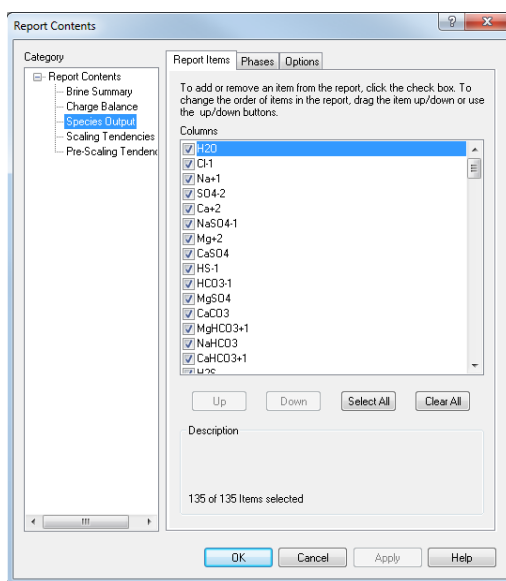 Report Contents
Category
Report Contents
Brine Summary
Charge Balance
Species Output
Scaling Tendencies
Pre-Scaling Tendenc
Report Items
Phases
Options
To add or remove an item from the report, click the check box. To
change the order of items in the report, drag the item up/down or use
the up/down buttons.
Columns
H2O
Cl-1
Na+1
SO4-2
Ca+2
NaSO4-1
Mg+2
CaSO4
HS-1
HCO3-1
MgSO4
CaCO3
MgHCO3+1
NaHCO3
CaHCO3+1
H2S
Up
Down
Select All
Clear All
Description
135 of 135 Items selected
OK
Cancel
Apply
Help